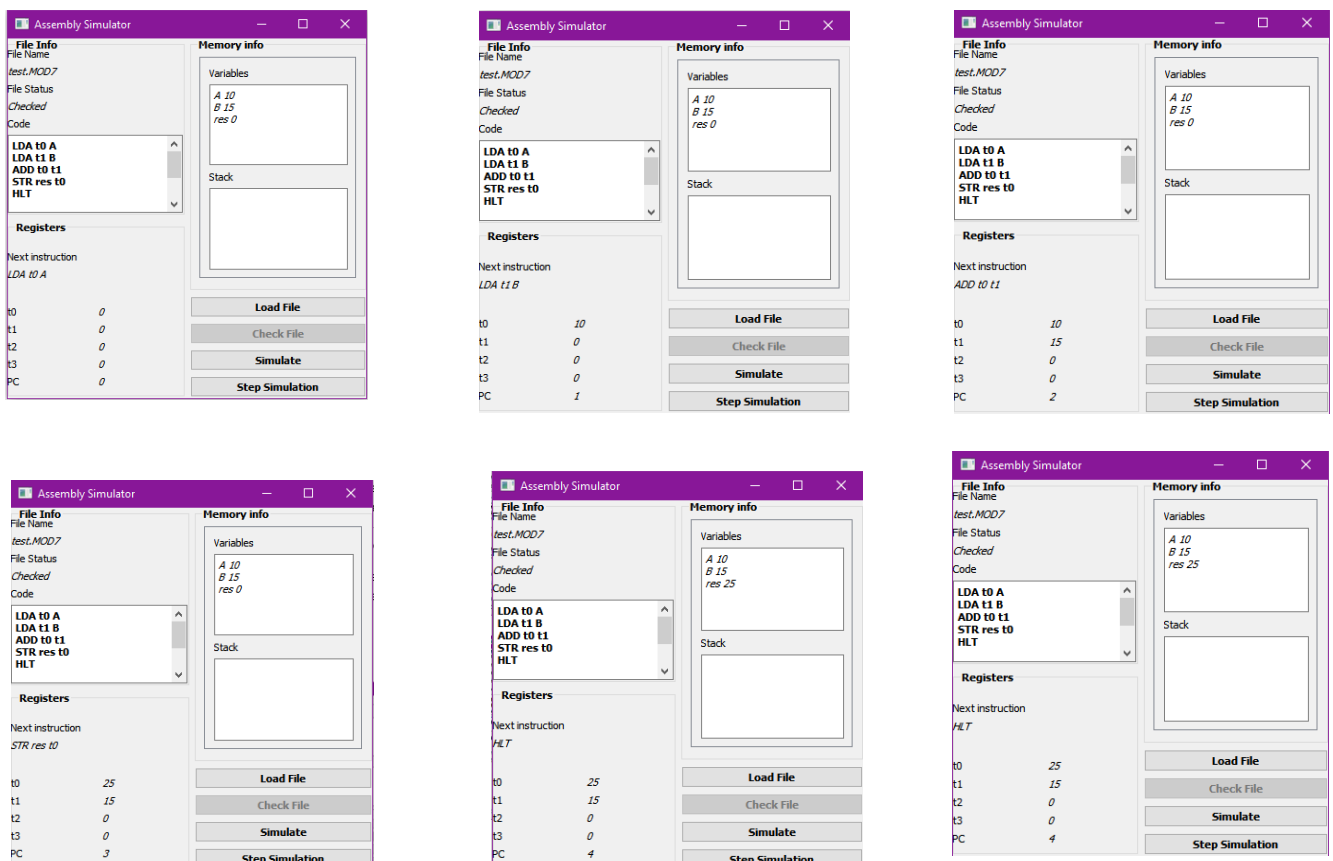 Assembly Simulator
File Info
File Name
test.MOD7
File Status
Checked
Code
LDA t0 A
LDA t1 B
ADD t0 t1
STR res t0
HLT
Registers
Next instruction
LDA t0 A
t0 0
t1 0
t2 0
t3 0
PC 0
Memory info
Variables
A 10
B 15
res 0
Stack
Load File
Check File
Simulate
Step Simulation
Assembly Simulator
File Info
File Name
test.MOD7
File Status
Checked
Code
LDA t0 A
LDA t1 B
ADD t0 t1
STR res t0
HLT
Registers
Next instruction
LDA t1 B
t0 10
t1 0
t2 0
t3 0
PC 1
Memory info
Variables
A 10
B 15
res 0
Stack
Load File
Check File
Simulate
Step Simulation
Assembly Simulator
File Info
File Name
test.MOD7
File Status
Checked
Code
LDA t0 A
LDA t1 B
ADD t0 t1
STR res t0
HLT
Registers
Next instruction
ADD t0 t1
t0 10
t1 15
t2 0
t3 0
PC 2
Memory info
Variables
A 10
B 15
res 0
Stack
Load File
Check File
Simulate
Step Simulation
Assembly Simulator
File Info
File Name
test.MOD7
File Status
Checked
Code
LDA t0 A
LDA t1 B
ADD t0 t1
STR res t0
HLT
Registers
Next instruction
STR res t0
t0 25
t1 15
t2 0
t3 0
PC 3
Memory info
Variables
A 10
B 15
res 0
Stack
Load File
Check File
Simulate
Step Simulation
Assembly Simulator
File Info
File Name
test.MOD7
File Status
Checked
Code
LDA t0 A
LDA t1 B
ADD t0 t1
STR res t0
HLT
Registers
Next instruction
HLT
t0 25
t1 15
t2 0
t3 0
PC 4
Memory info
Variables
A 10
B 15
res 25
Stack
Load File
Check File
Simulate
Step Simulation
Assembly Simulator
File Info
File Name
test.MOD7
File Status
Checked
Code
LDA t0 A
LDA t1 B
ADD t0 t1
STR res t0
HLT
Registers
Next instruction
HLT
t0 25
t1 15
t2 0
t3 0
PC 4
Memory info
Variables
A 10
B 15
res 25
Stack
Load File
Check File
Simulate
Step Simulation